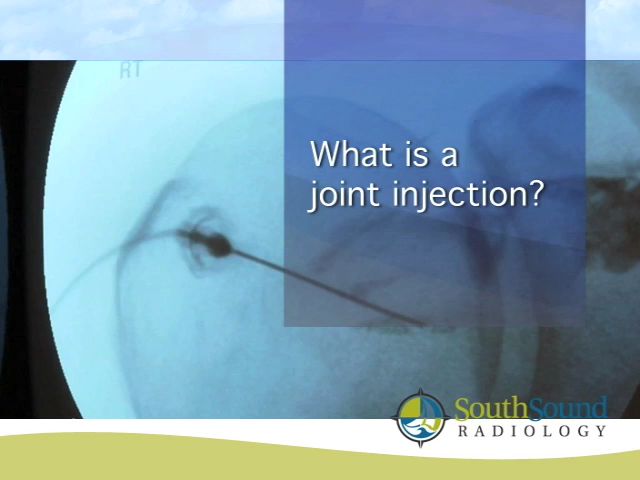 RT
What is a
joint injection?
SouthSound
RADIOLOGY